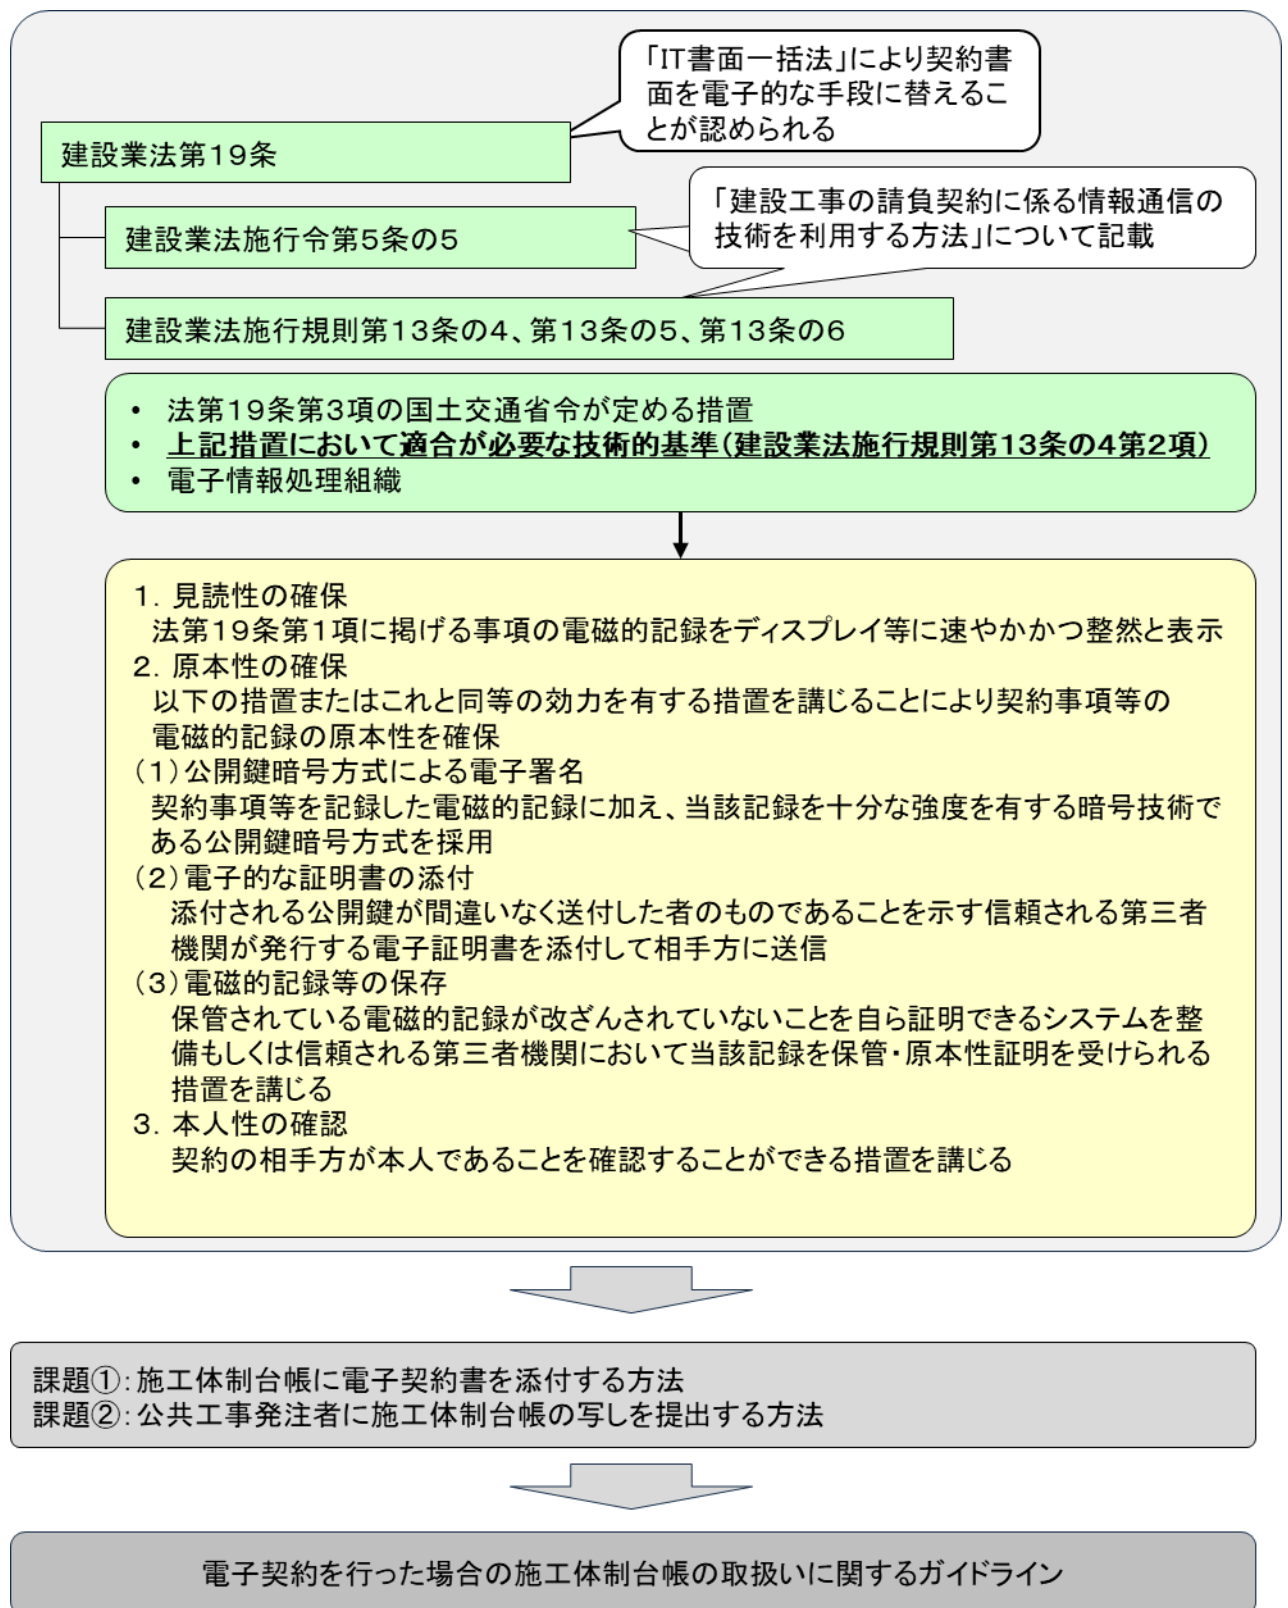 「IT書面一括法」により契約書
面を電子的な手段に替えるこ
とが認められる
建設業法第19条
「建設工事の請負契約に係る情報通信の
技術を利用する方法」について記載
建設業法施行令第5条の5
建設業法施行規則第13条の4、第13条の5、第13条の6
• 法第19条第3項の国土交通省令が定める措置
• 上記措置において適合が必要な技術的基準(建設業法施行規則第13条の4第2項)
• 電子情報処理組織
1. 見読性の確保
法第19条第1項に掲げる事項の電磁的記録をディスプレイ等に速やかかつ整然と表示
2. 原本性の確保
以下の措置またはこれと同等の効力を有する措置を講じることにより契約事項等の
電磁的記録の原本性を確保
(1)公開鍵暗号方式による電子署名
契約事項等を記録した電磁的記録に加え、当該記録を十分な強度を有する暗号技術で
ある公開鍵暗号方式を採用
(2)電子的な証明書の添付
添付される公開鍵が間違いなく送付した者のものであることを示す信頼される第三者
機関が発行する電子証明書を添付して相手方に送信
(3)電磁的記録等の保存
保管されている電磁的記録が改ざんされていないことを自ら証明できるシステムを整
備もしくは信頼される第三者機関において当該記録を保管・原本性証明を受けられる
措置を講じる
3. 本人性の確認
契約の相手方が本人であることを確認することができる措置を講じる
課題①:施工体制台帳に電子契約書を添付する方法
課題②:公共工事発注者に施工体制台帳の写しを提出する方法
電子契約を行った場合の施工体制台帳の取扱いに関するガイドライン